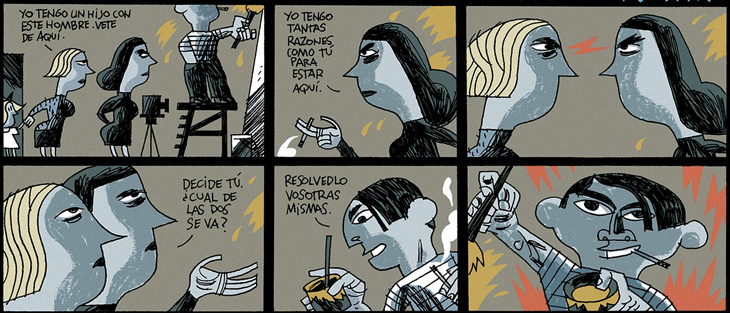 YO TENGO UN HIJO CON
ESTE HOMBRE. VETE
DE AQUÍ.
YO TENGO
TANTAS
RAZONES
COMO TÚ
PARA
ESTAR
AQUÍ.
DECIDE TÚ.
¿CUAL DE
LAS DOS
SE VA?
RESOLVEDLO
VOSOTRAS
MISMAS.